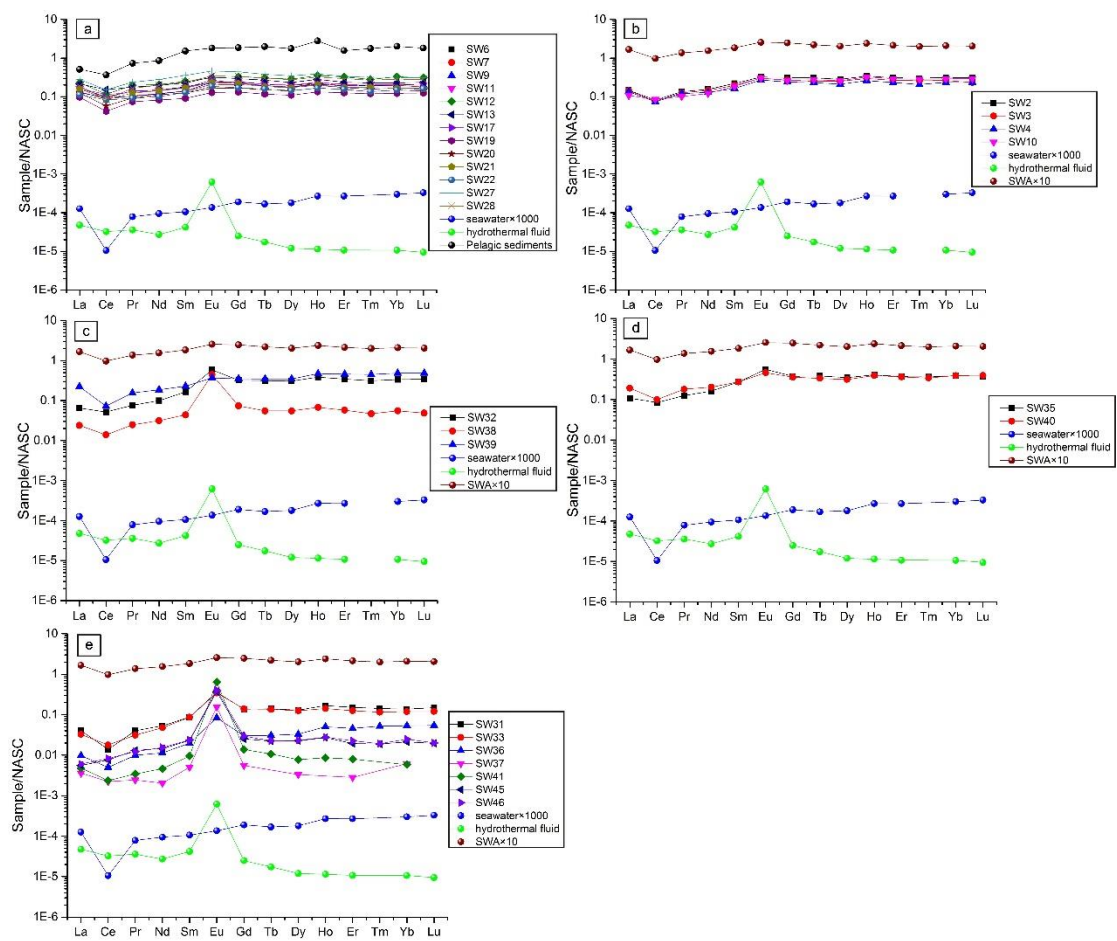 a
Sample/NASC
10
1
0.1
0.01
1E-3
1E-4
1E-5
1E-6
La Ce Pr Nd Sm Eu Gd Tb Dy Ho Er Tm Yb Lu
SW6
SW7
SW9
SW11
SW12
SW13
SW17
SW19
SW20
SW21
SW22
SW27
SW28
seawater×1000
hydrothermal fluid
Pelagic sediments
b
Sample/NASC
10
1
0.1
0.01
1E-3
1E-4
1E-5
1E-6
La Ce Pr Nd Sm Eu Gd Tb Dy Ho Er Tm Yb Lu
SW2
SW3
SW4
SW10
seawater×1000
hydrothermal fluid
SWA×10
c
Sample/NASC
10
1
0.1
0.01
1E-3
1E-4
1E-5
1E-6
La Ce Pr Nd Sm Eu Gd Tb Dy Ho Er Tm Yb Lu
SW32
SW38
SW39
seawater×1000
hydrothermal fluid
SWA×10
d
Sample/NASC
10
1
0.1
0.01
1E-3
1E-4
1E-5
1E-6
La Ce Pr Nd Sm Eu Gd Tb Dy Ho Er Tm Yb Lu
SW35
SW40
seawater×1000
hydrothermal fluid
SWA×10
e
Sample/NASC
10
1
0.1
0.01
1E-3
1E-4
1E-5
1E-6
La Ce Pr Nd Sm Eu Gd Tb Dy Ho Er Tm Yb Lu
SW31
SW33
SW36
SW37
SW41
SW45
SW46
seawater×1000
hydrothermal fluid
SWA×10